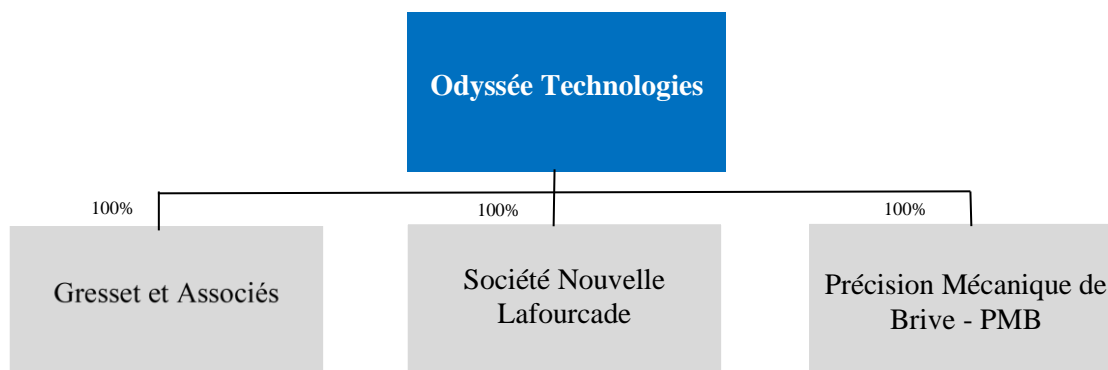 Odyssée Technologies
100%
100%
100%
Gresset et Associés
Société Nouvelle
Lafourcade
Précision Mécanique de
Brive - PMB